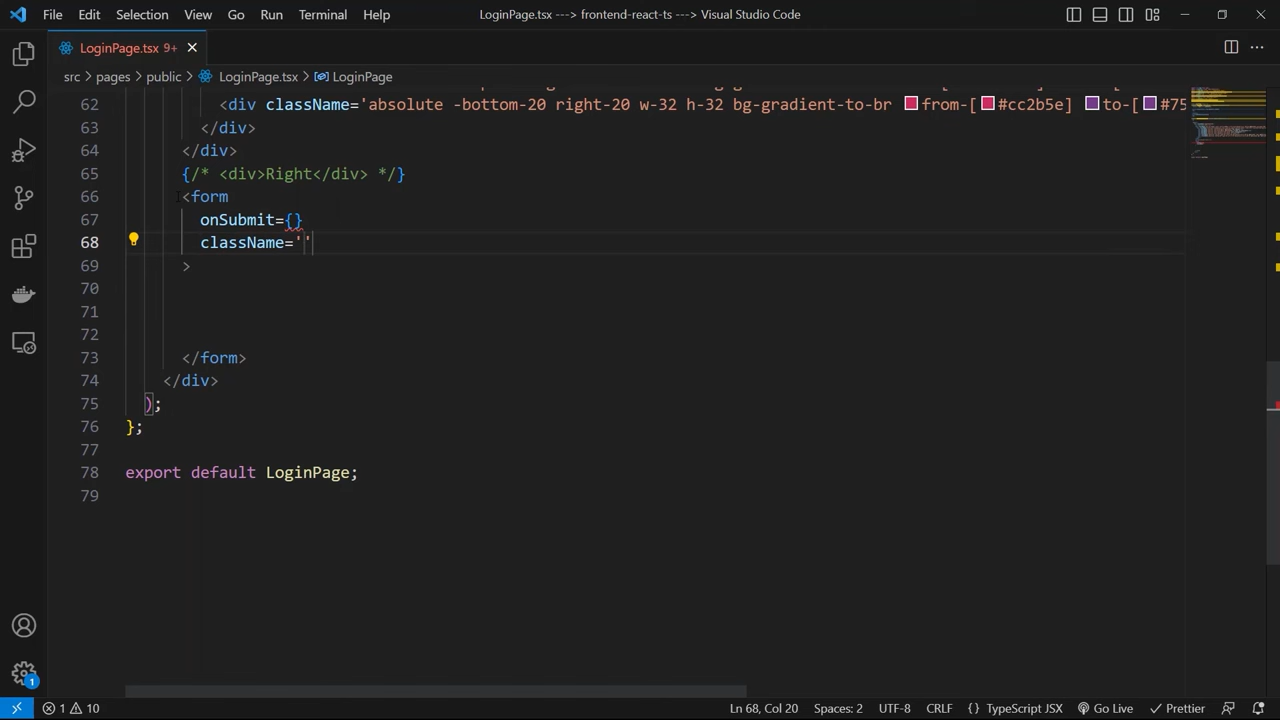 File Edit Selection View Go Run Terminal Help LoginPage.tsx ---> frontend-react-ts ---> Visual Studio Code
LoginPage.tsx 9+
src > pages > public > LoginPage.tsx > LoginPage
62 <div className='absolute -bottom-20 right-20 w-32 h-32 bg-gradient-to-br from-[#cc2b5e] to-[#75
63 </div>
64 </div>
65 {/* <div>Right</div> */}
66 <form
67 onSubmit={}
68 className=''
69 >
70
71
72
73 </form>
74 </div>
75 );
76 };
77
78 export default LoginPage;
79
1
1 10 Ln 68, Col 20 Spaces: 2 UTF-8 CRLF {} TypeScript JSX Go Live Prettier